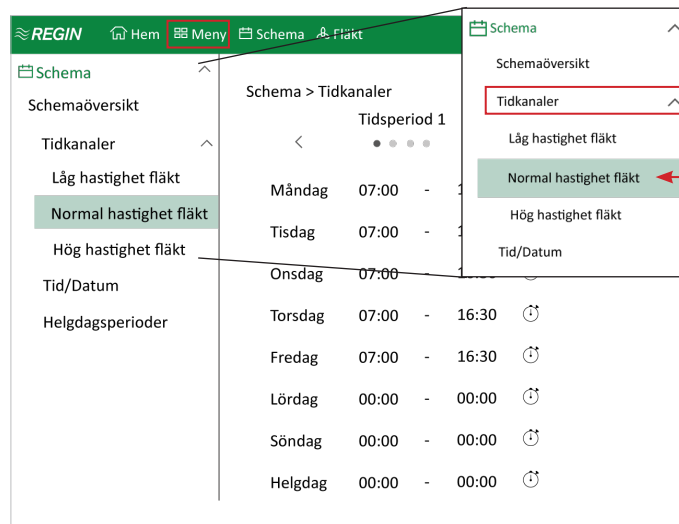 REGIN Hem Meny Schema Fläkt
Schema
Schemaöversikt
Tidkanaler
Låg hastighet fläkt
Normal hastighet fläkt
Hög hastighet fläkt
Tid/Datum
Helgdagsperioder
Schema > Tidkanaler
Tidsperiod 1
Måndag 07:00 -
Tisdag 07:00 -
Onsdag 07:00 -
Torsdag 07:00 - 16:30
Fredag 07:00 - 16:30
Lördag 00:00 - 00:00
Söndag 00:00 - 00:00
Helgdag 00:00 - 00:00
Schema
Schemaöversikt
Tidkanaler
Låg hastighet fläkt
Normal hastighet fläkt
Hög hastighet fläkt
Tid/Datum